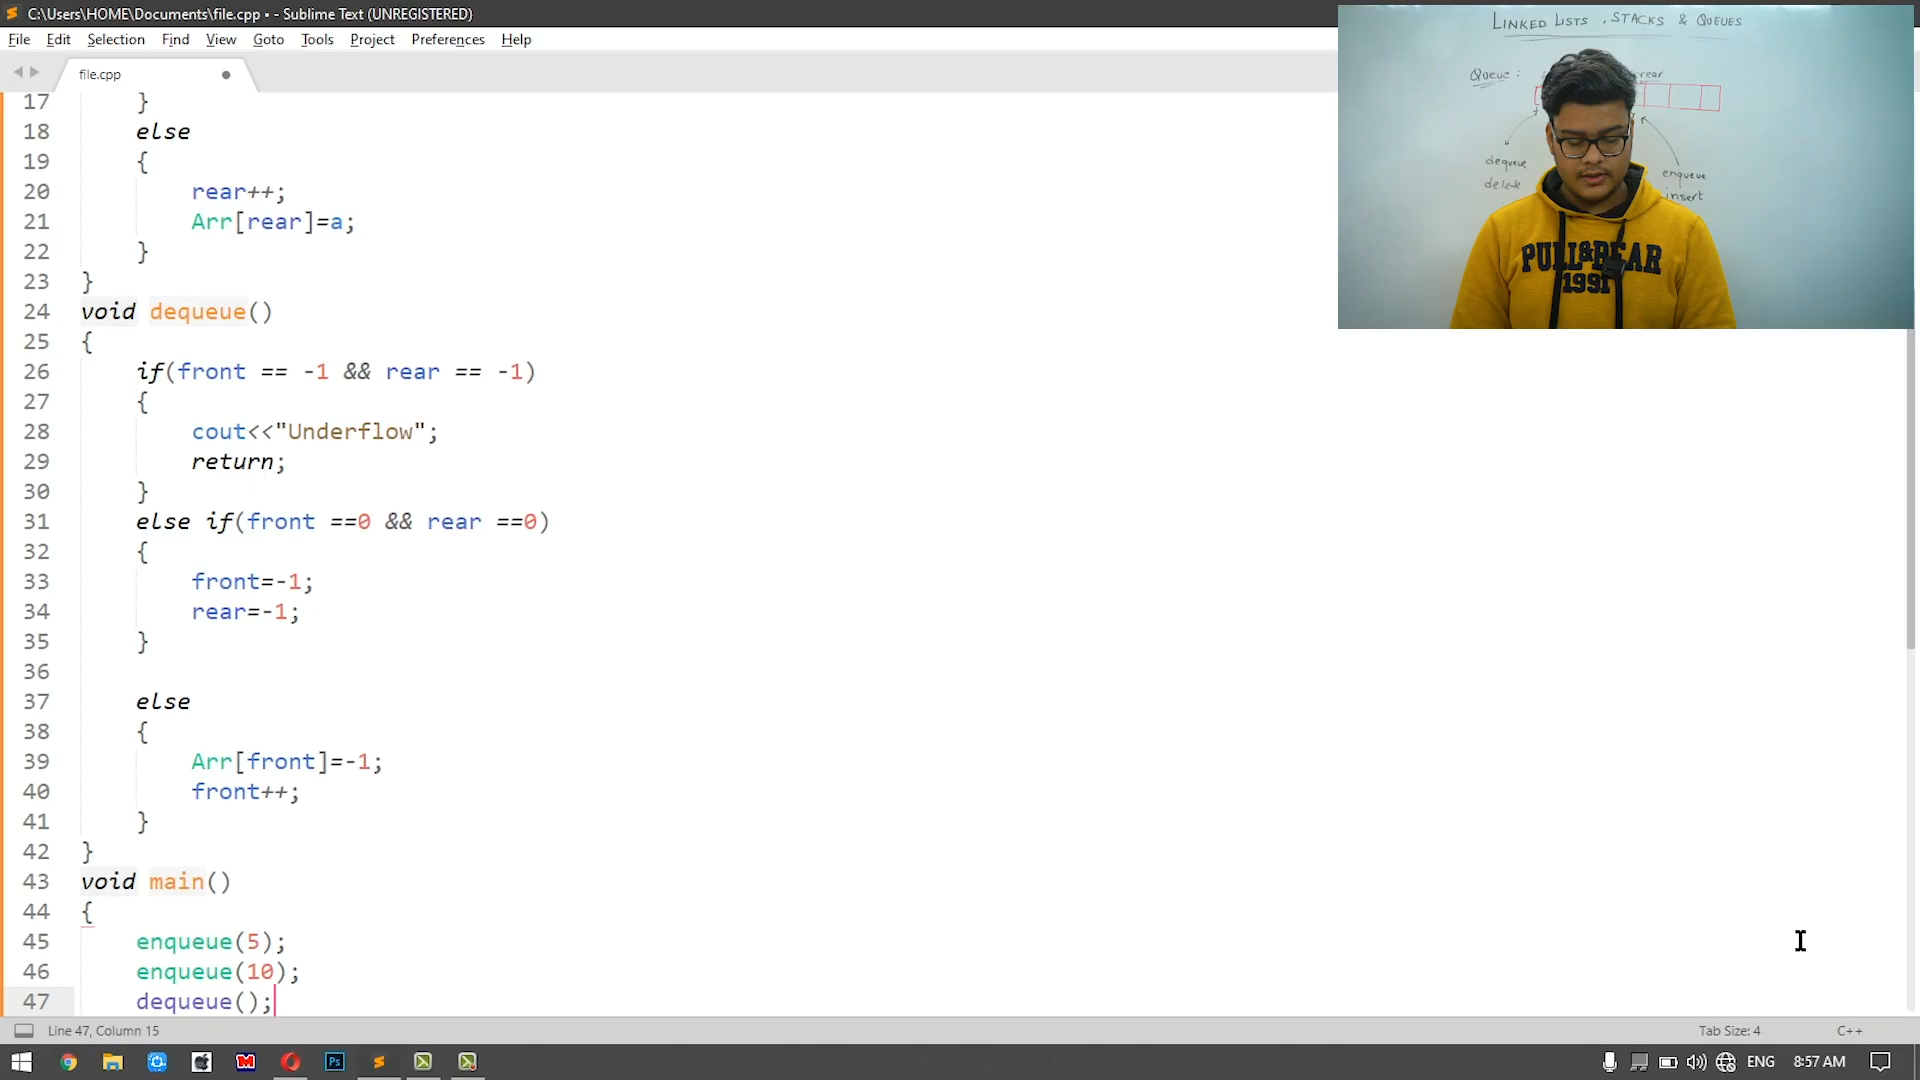 C:\Users\HOME\Documents\file.cpp • - Sublime Text (UNREGISTERED)
File Edit Selection Find View Goto Tools Project Preferences Help
file.cpp
17 }
18 else
19 {
20 rear++;
21 Arr[rear]=a;
22 }
23 }
24 void dequeue()
25 {
26 if(front == -1 && rear == -1)
27 {
28 cout<<"Underflow";
29 return;
30 }
31 else if(front ==0 && rear ==0)
32 {
33 front=-1;
34 rear=-1;
35 }
36
37 else
38 {
39 Arr[front]=-1;
40 front++;
41 }
42 }
43 void main()
44 {
45 enqueue(5);
46 enqueue(10);
47 dequeue();
LINKED LISTS , STACKS & QUEUES
Queue :
rear
dequeue
delete
enqueue
insert
PULL&BEAR
1991
Line 47, Column 15
Tab Size: 4
C++
Ps
ENG
8:57 AM